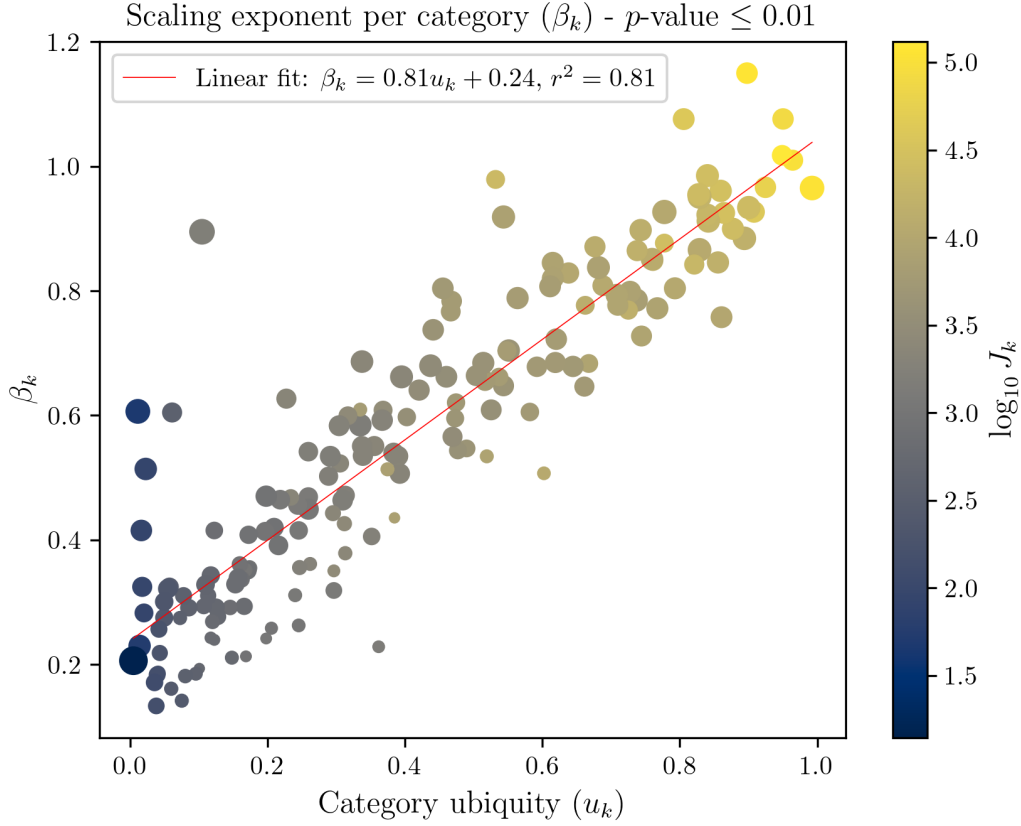 Scaling exponent per category (βₖ) - p-value ≤ 0.01
Linear fit: βₖ = 0.81uₖ + 0.24, r² = 0.81
1.2
1.0
0.8
0.6
0.4
0.2
βₖ
0.0 0.2 0.4 0.6 0.8 1.0
Category ubiquity (uₖ)
5.0
4.5
4.0
3.5
3.0
2.5
2.0
1.5
log₁₀ Jₖ